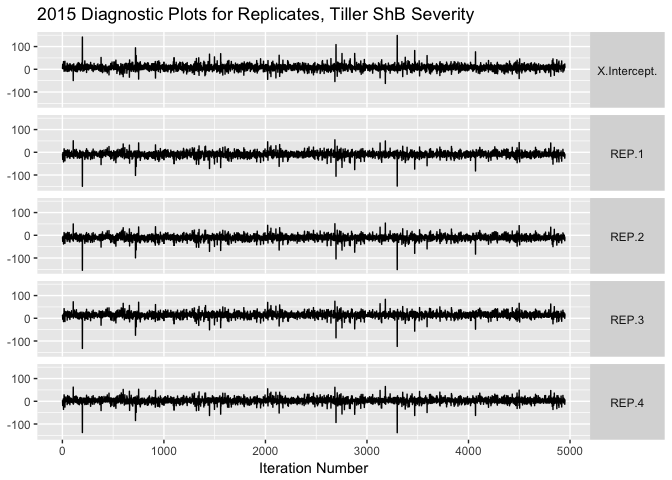 2015 Diagnostic Plots for Replicates, Tiller ShB Severity
100
0
-100
X.Intercept.
100
0
-100
REP.1
100
0
-100
REP.2
100
0
-100
REP.3
100
0
-100
REP.4
0 1000 2000 3000 4000 5000
Iteration Number